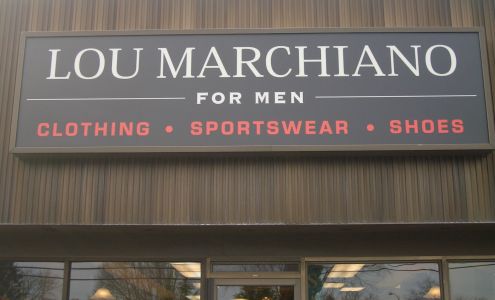 LOU MARCHIANO
FOR MEN
CLOTHING • SPORTSWEAR • SHOES